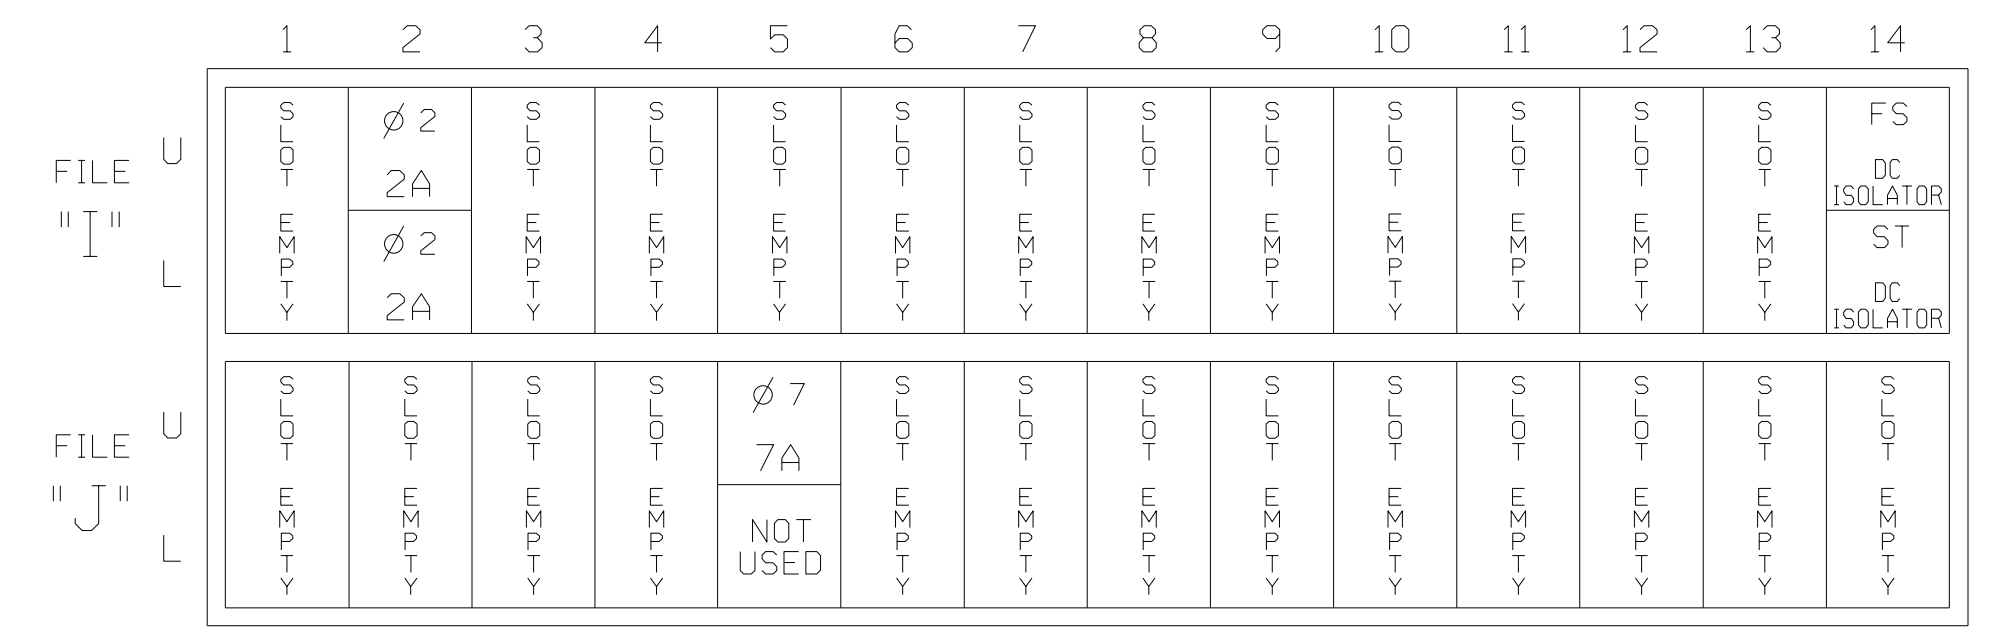 1 2 3 4 5 6 7 8 9 10 11 12 13 14
FILE "I"
U
L
SLOT EMPTY
Ø 2
2A
Ø 2
2A
SLOT EMPTY
SLOT EMPTY
SLOT EMPTY
SLOT EMPTY
SLOT EMPTY
SLOT EMPTY
SLOT EMPTY
SLOT EMPTY
SLOT EMPTY
SLOT EMPTY
SLOT EMPTY
FS
DC
ISOLATOR
ST
DC
ISOLATOR
FILE "J"
U
L
SLOT EMPTY
SLOT EMPTY
SLOT EMPTY
SLOT EMPTY
Ø 7
7A
NOT
USED
SLOT EMPTY
SLOT EMPTY
SLOT EMPTY
SLOT EMPTY
SLOT EMPTY
SLOT EMPTY
SLOT EMPTY
SLOT EMPTY
SLOT EMPTY